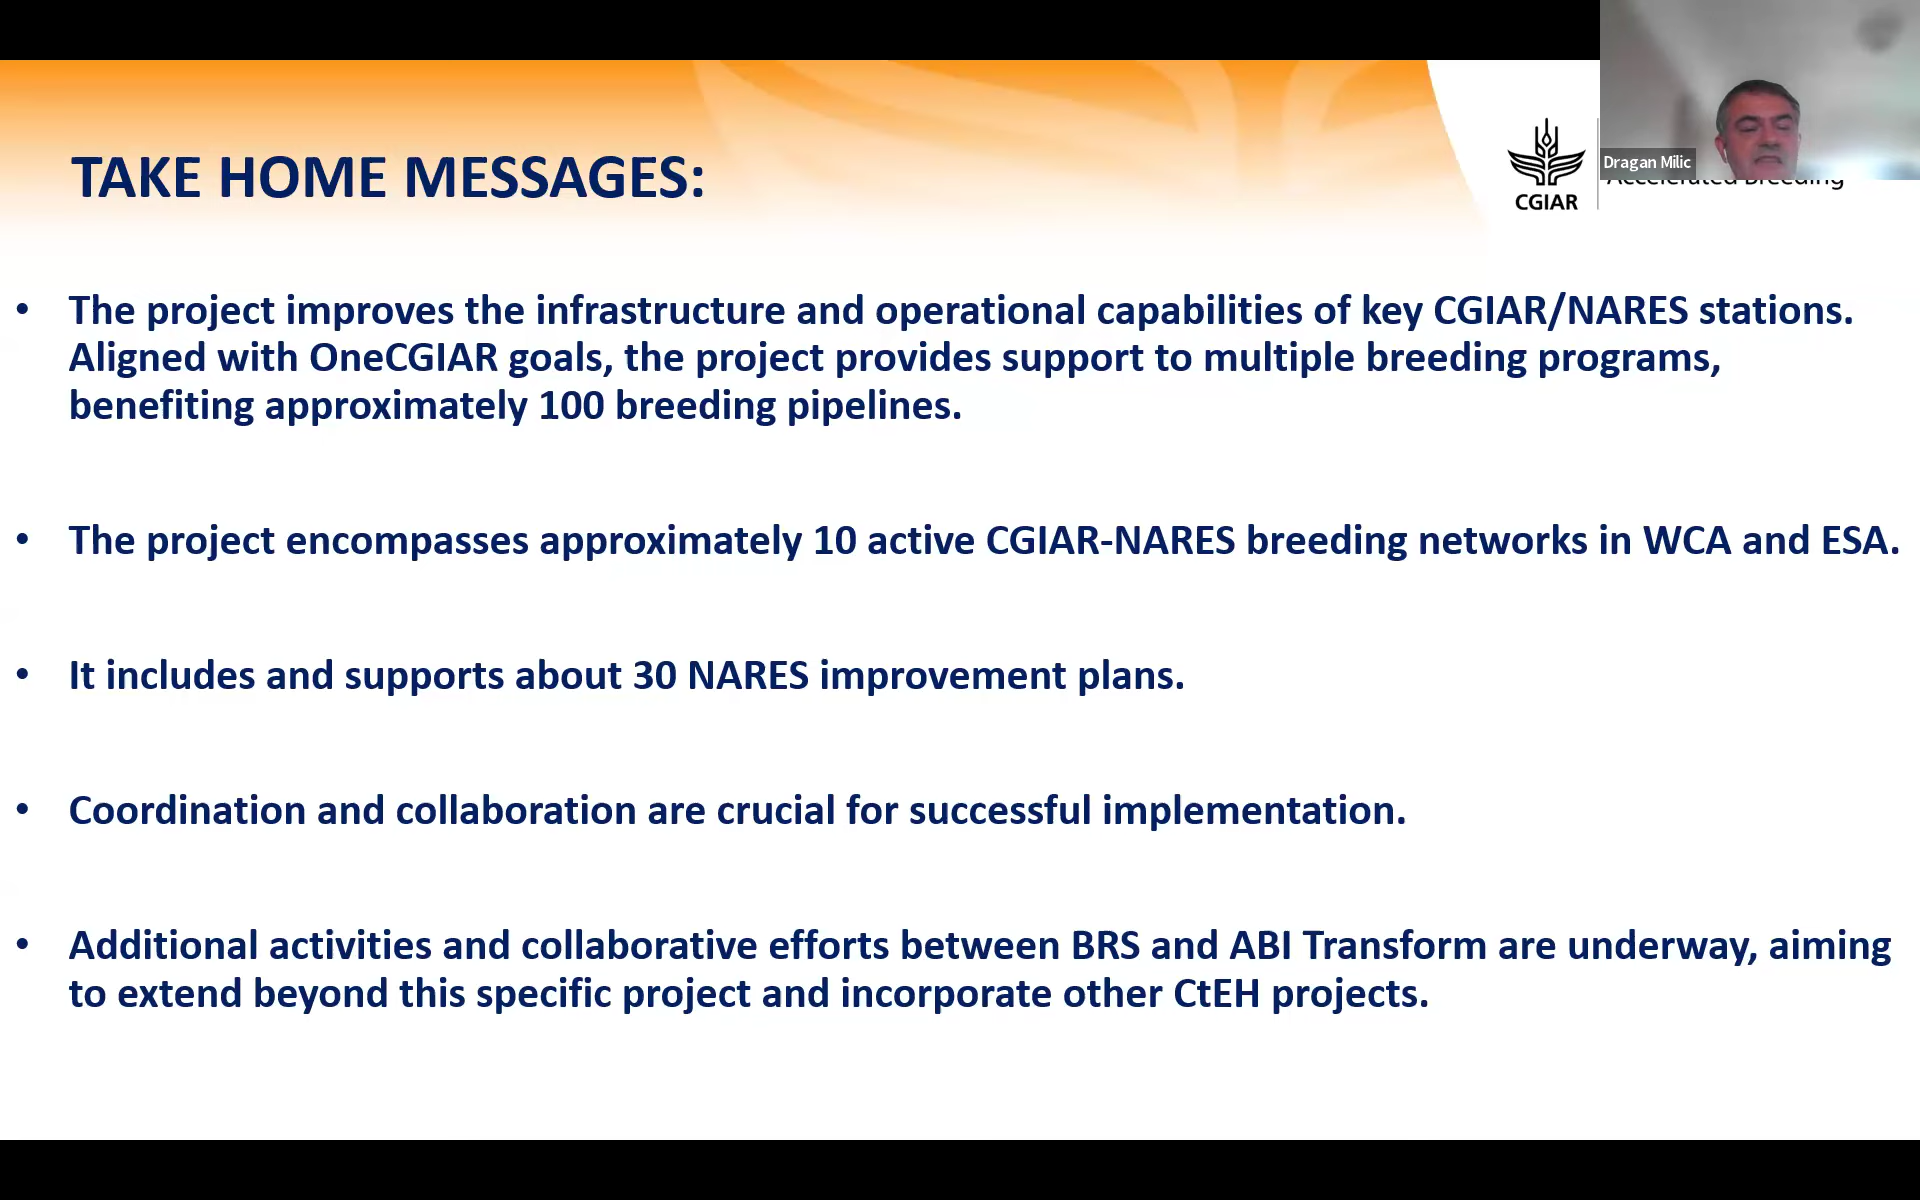 TAKE HOME MESSAGES:
CGIAR
Dragan Milic
Accelerated Breeding
• The project improves the infrastructure and operational capabilities of key CGIAR/NARES stations.
Aligned with OneCGIAR goals, the project provides support to multiple breeding programs,
benefiting approximately 100 breeding pipelines.
• The project encompasses approximately 10 active CGIAR-NARES breeding networks in WCA and ESA.
• It includes and supports about 30 NARES improvement plans.
• Coordination and collaboration are crucial for successful implementation.
• Additional activities and collaborative efforts between BRS and ABI Transform are underway, aiming
to extend beyond this specific project and incorporate other CtEH projects.